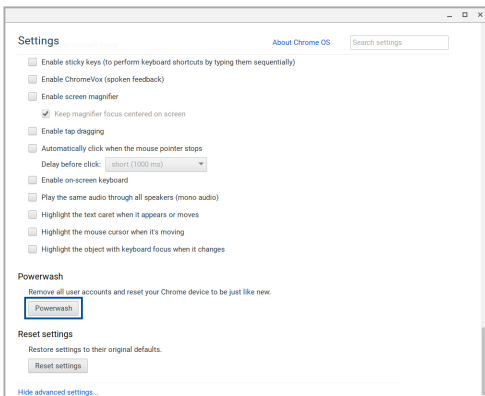 Settings
About Chrome OS
Search settings
Enable sticky keys (to perform keyboard shortcuts by typing them sequentially)
Enable ChromeVox (spoken feedback)
Enable screen magnifier
Keep magnifier focus centered on screen
Enable tap dragging
Automatically click when the mouse pointer stops
Delay before click: short (1000 ms)
Enable on-screen keyboard
Play the same audio through all speakers (mono audio)
Highlight the text caret when it appears or moves
Highlight the mouse cursor when it's moving
Highlight the object with keyboard focus when it changes
Powerwash
Remove all user accounts and reset your Chrome device to be just like new.
Powerwash
Reset settings
Restore settings to their original defaults.
Reset settings
Hide advanced settings...